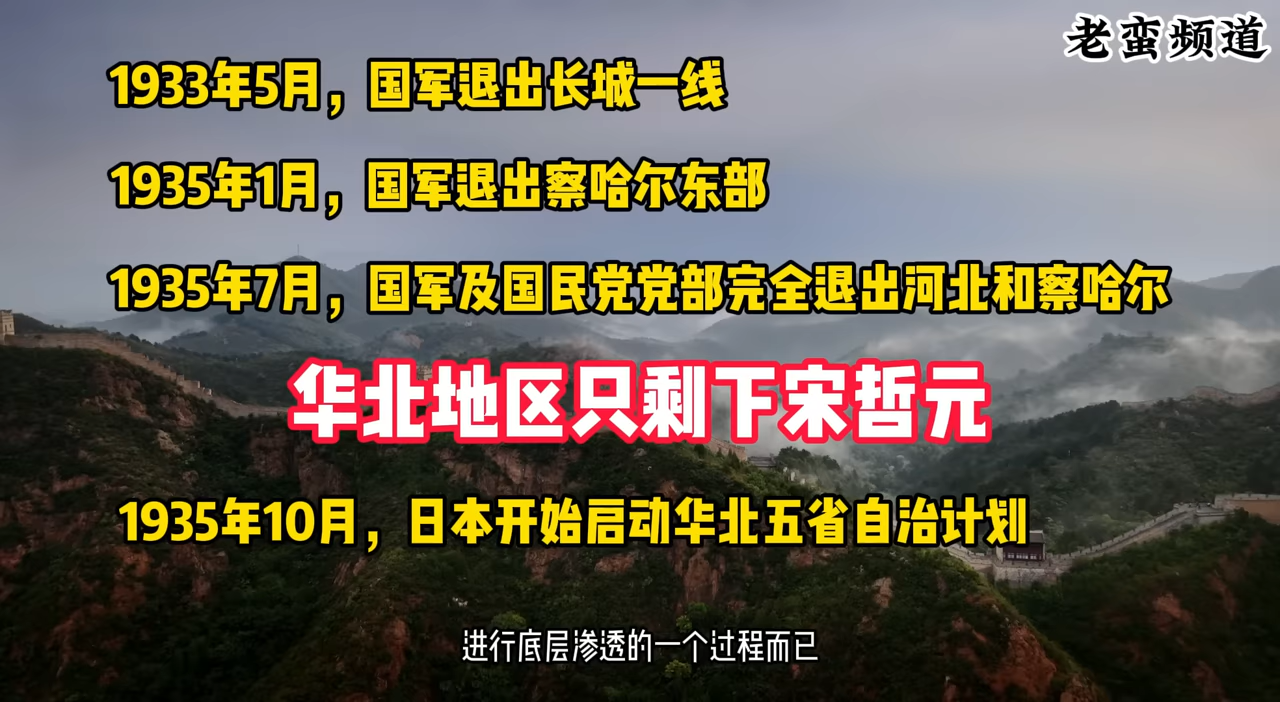 老蛮频道
1933年5月，国军退出长城一线
1935年1月，国军退出察哈尔东部
1935年7月，国军及国民党党部完全退出河北和察哈尔
华北地区只剩下宋哲元
1935年10月，日本开始启动华北五省自治计划
进行底层渗透的一个过程而已